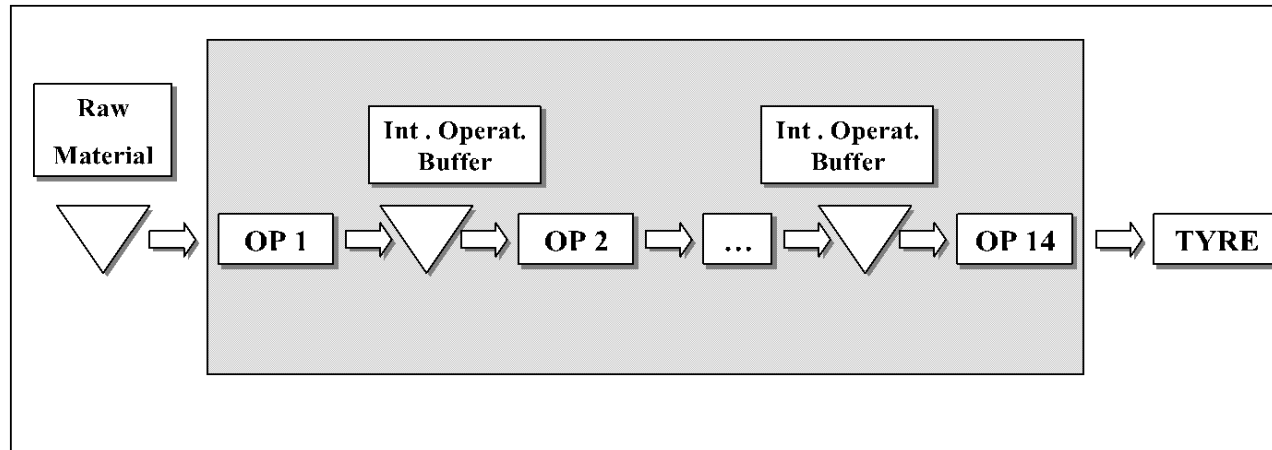 Raw
Material
Int . Operat.
Buffer
Int . Operat.
Buffer
OP 1
OP 2
...
OP 14
TYRE